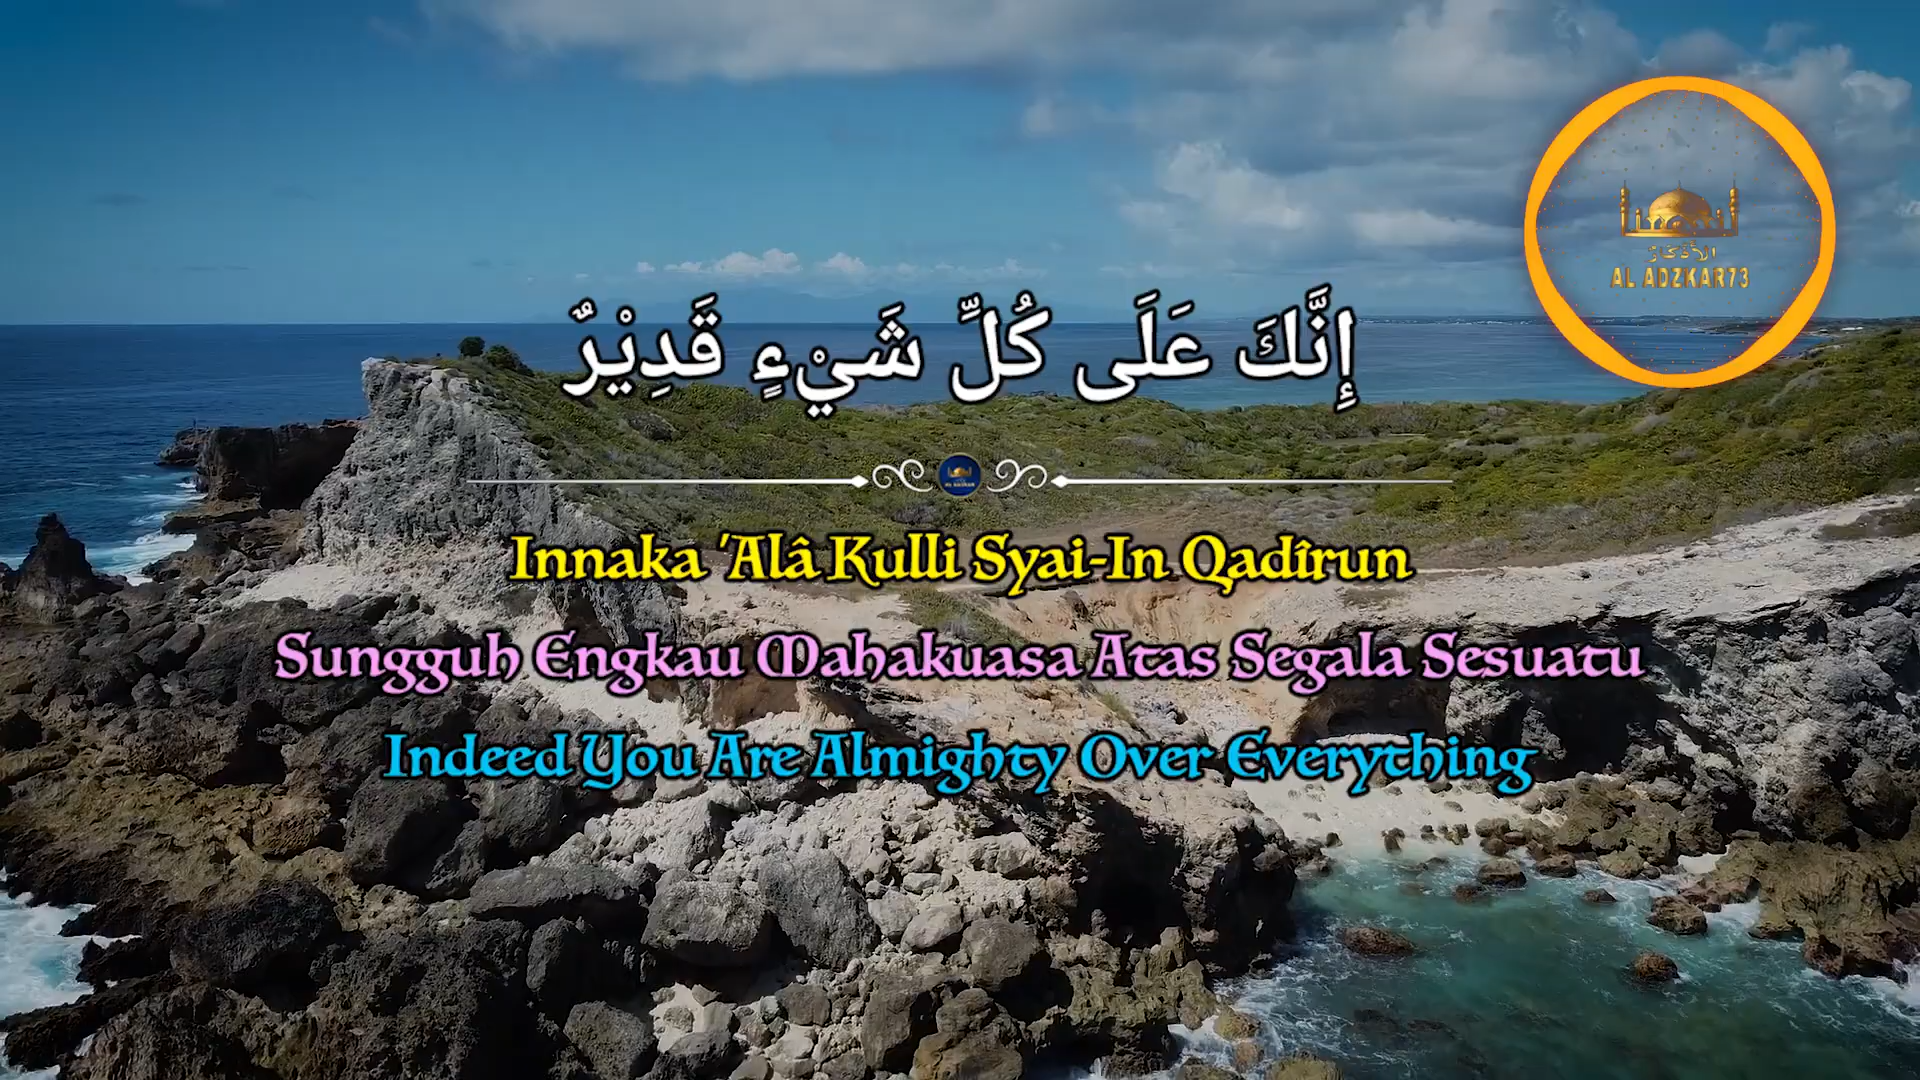 الأذكار
AL ADZKAR73
إِنَّكَ عَلَى كُلِّ شَيْءٍ قَدِيْرٌ
Innaka 'Alâ Kulli Syai-In Qadîrun
Sungguh Engkau Mahakuasa Atas Segala Sesuatu
Indeed You Are Almighty Over Everything